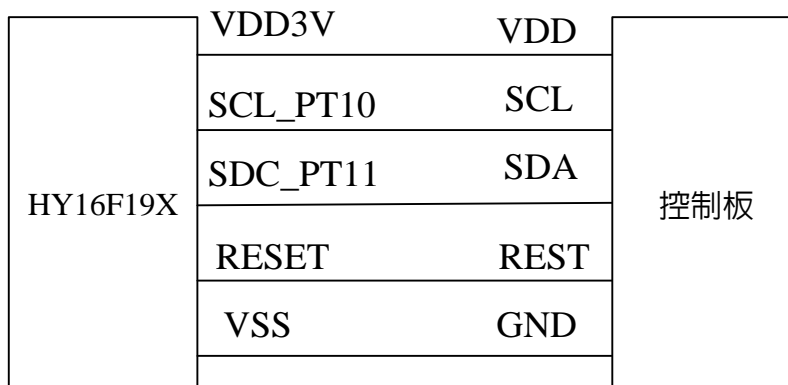 VDD3V VDD
SCL_PT10 SCL
SDC_PT11 SDA
HY16F19X 控制板
RESET REST
VSS GND